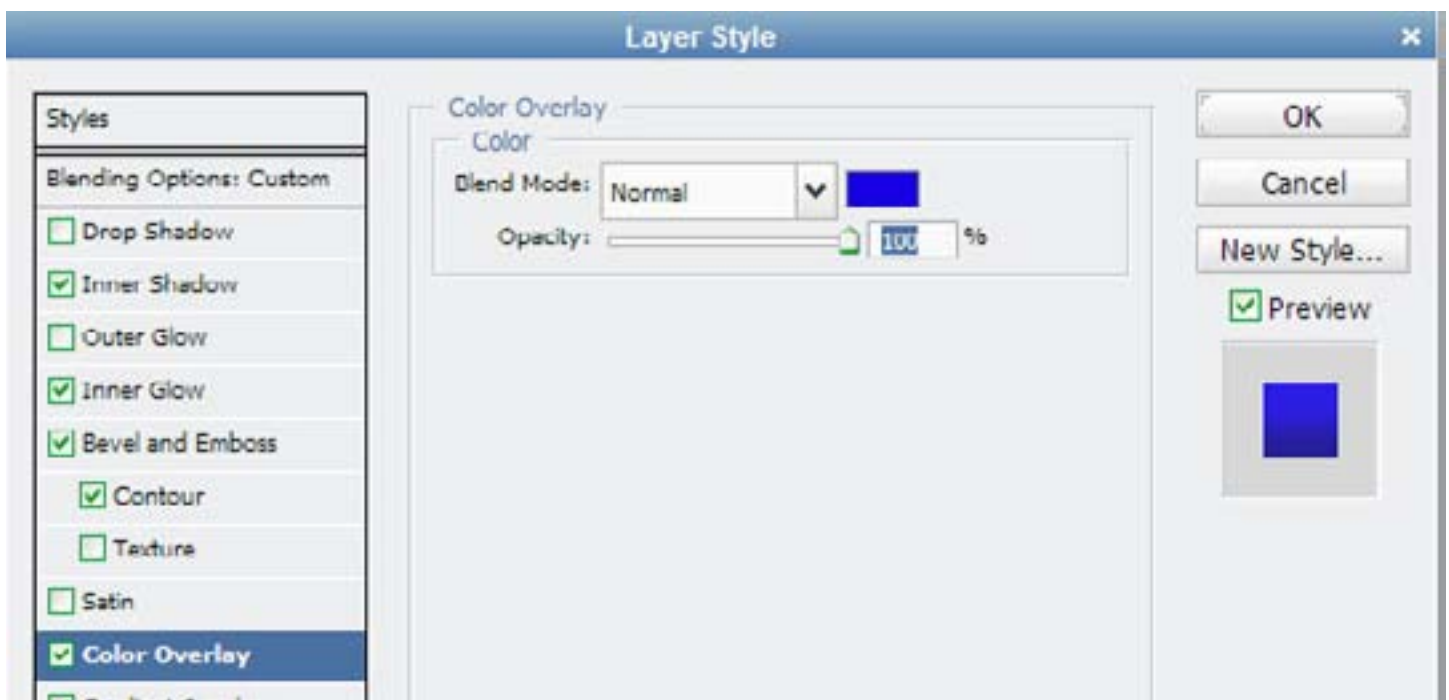 Layer Style
Styles
Blending Options: Custom
Drop Shadow
Inner Shadow
Outer Glow
Inner Glow
Bevel and Emboss
Contour
Texture
Satin
Color Overlay
Color Overlay
Color
Blend Mode: Normal
Opacity: 100 %
OK
Cancel
New Style...
Preview